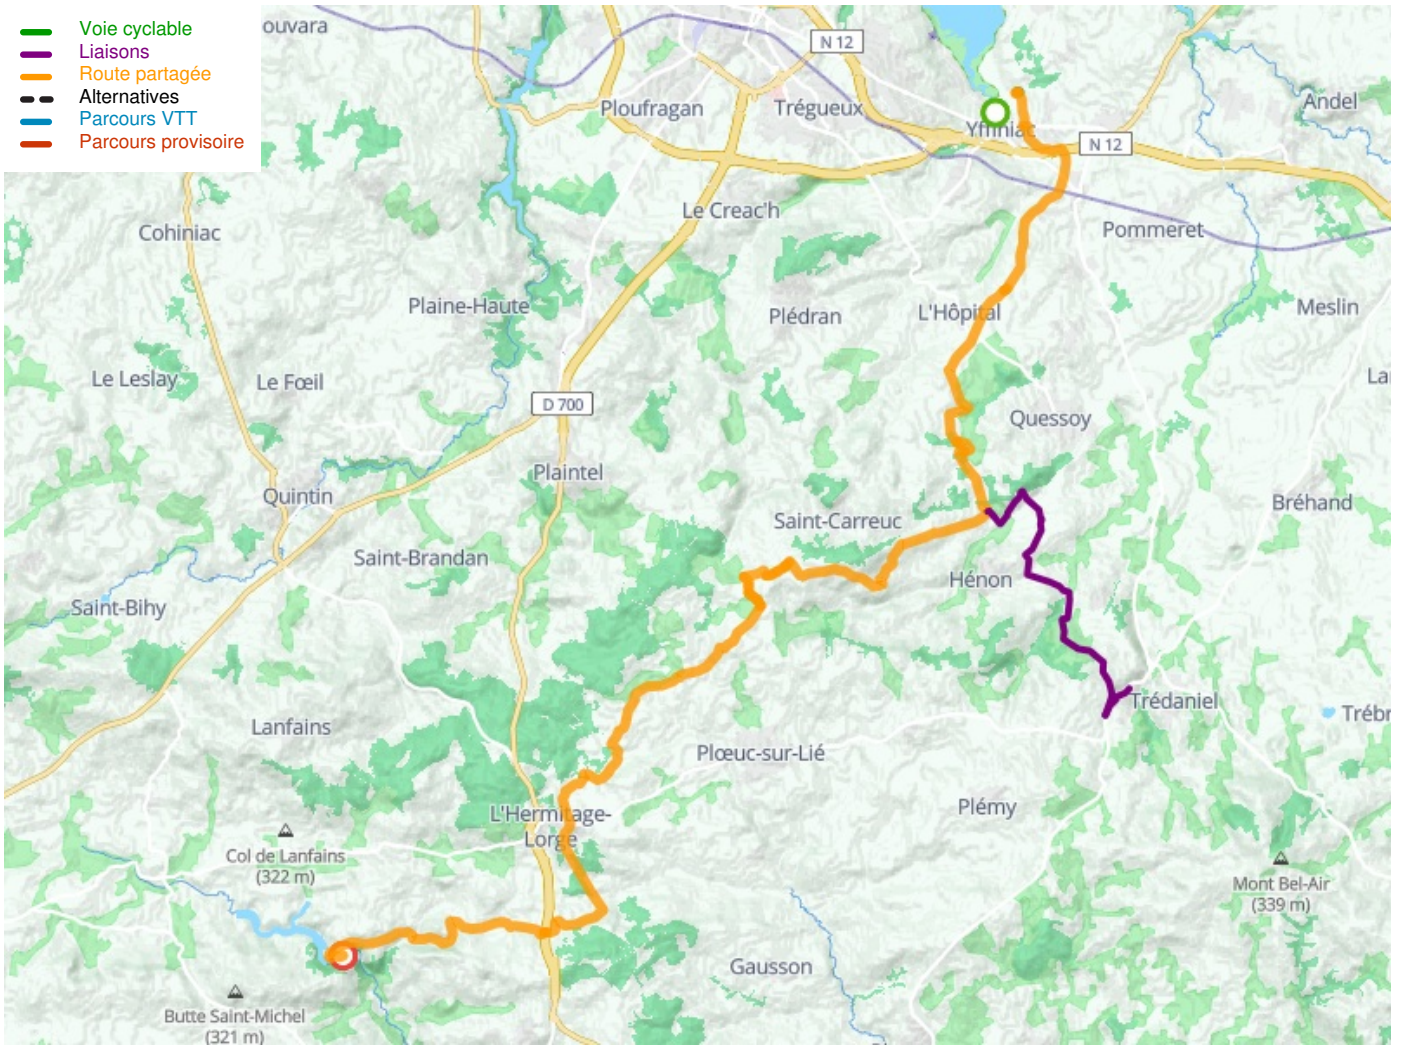 Voie cyclable
Liaisons
Route partagée
Alternatives
Parcours VTT
Parcours provisoire
ouvara
N 12
Ploufragan
Trégueux
Andel
Yffiniac
N 12
Le Creac'h
Cohiniac
Pommeret
Plaine-Haute
Plédran
L'Hôpital
Meslin
Le Leslay
Le Fœil
La
D 700
Quessoy
Plaintel
Quintin
Bréhand
Saint-Carreuc
Saint-Brandan
Hénon
Saint-Bihy
Trédaniel
Trébr
Lanfains
Plœuc-sur-Lié
Plémy
L'Hermitage-
Lorge
Col de Lanfains
(322 m)
Mont Bel-Air
(339 m)
Gausson
Butte Saint-Michel
(321 m)